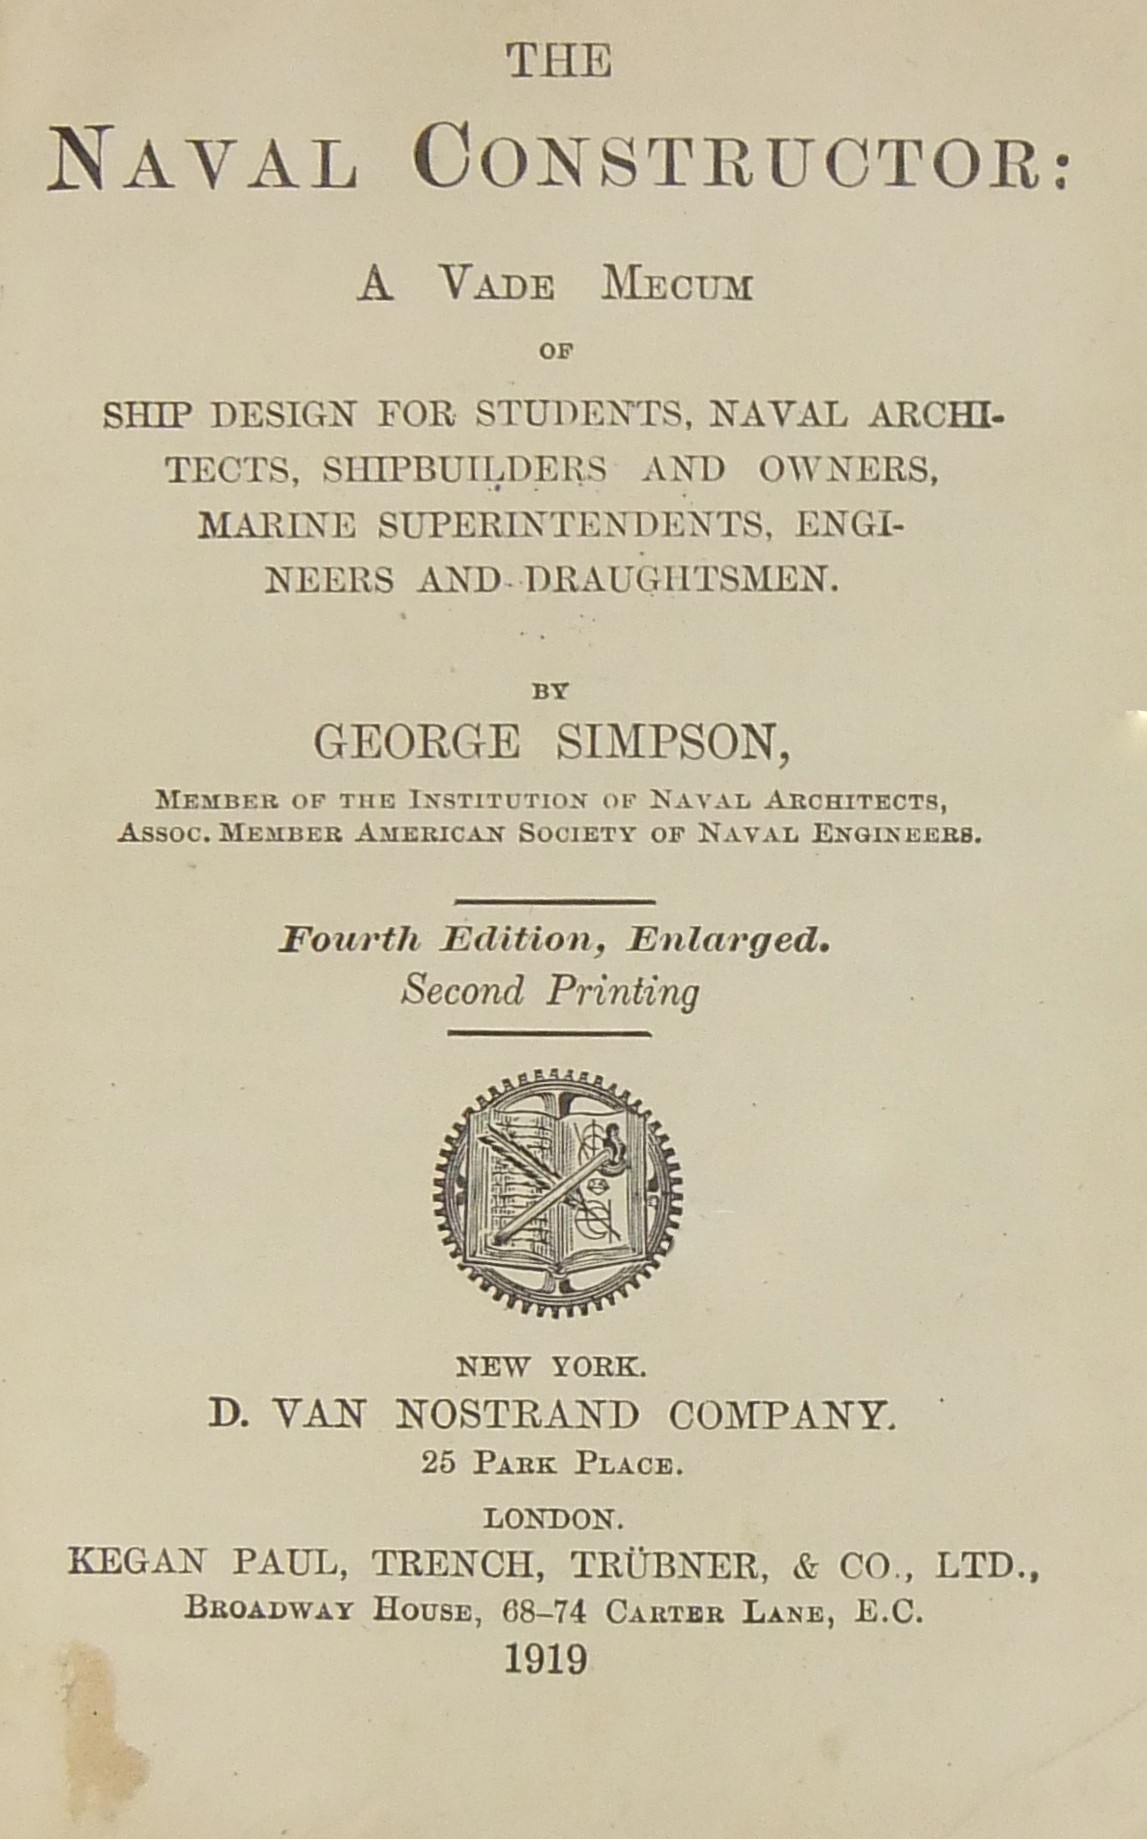 THE
NAVAL CONSTRUCTOR:
A VADE MECUM
OF
SHIP DESIGN FOR STUDENTS, NAVAL ARCHI-
TECTS, SHIPBUILDERS AND OWNERS,
MARINE SUPERINTENDENTS, ENGI-
NEERS AND DRAUGHTSMEN.
BY
GEORGE SIMPSON,
MEMBER OF THE INSTITUTION OF NAVAL ARCHITECTS,
ASSOC. MEMBER AMERICAN SOCIETY OF NAVAL ENGINEERS.
Fourth Edition, Enlarged.
Second Printing
NEW YORK.
D. VAN NOSTRAND COMPANY.
25 PARK PLACE.
LONDON.
KEGAN PAUL, TRENCH, TRÜBNER, & CO., LTD.,
BROADWAY HOUSE, 68–74 CARTER LANE, E.C.
1919